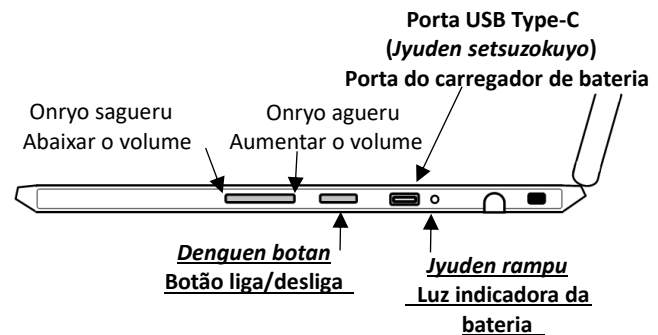 Porta USB Type-C
(Jyuden setsuzokuyo)
Porta do carregador de bateria
Onryo sagueru
Abaixar o volume
Onryo agueru
Aumentar o volume
Denguen botan
Botão liga/desliga
Jyuden rampu
Luz indicadora da
bateria